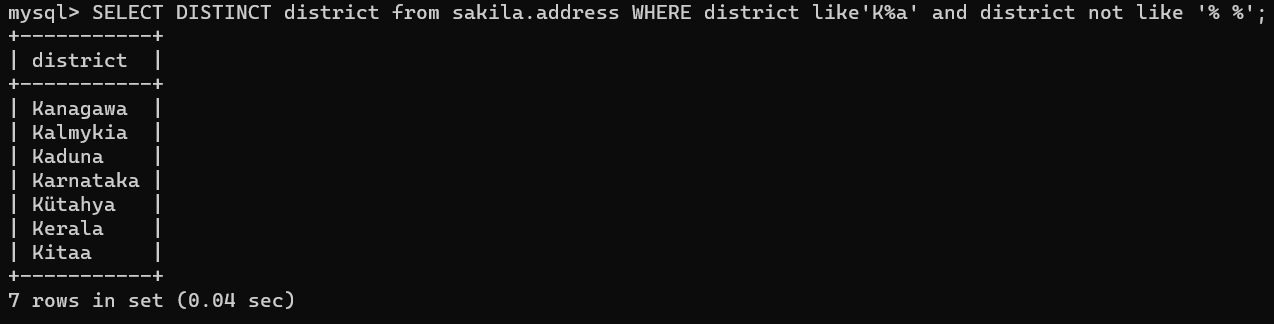 mysql> SELECT DISTINCT district from sakila.address WHERE district like'K%a' and district not like '% %';
+-----------+
| district  |
+-----------+
| Kanagawa  |
| Kalmykia  |
| Kaduna    |
| Karnataka |
| Kütahya   |
| Kerala    |
| Kitaa     |
+-----------+
7 rows in set (0.04 sec)